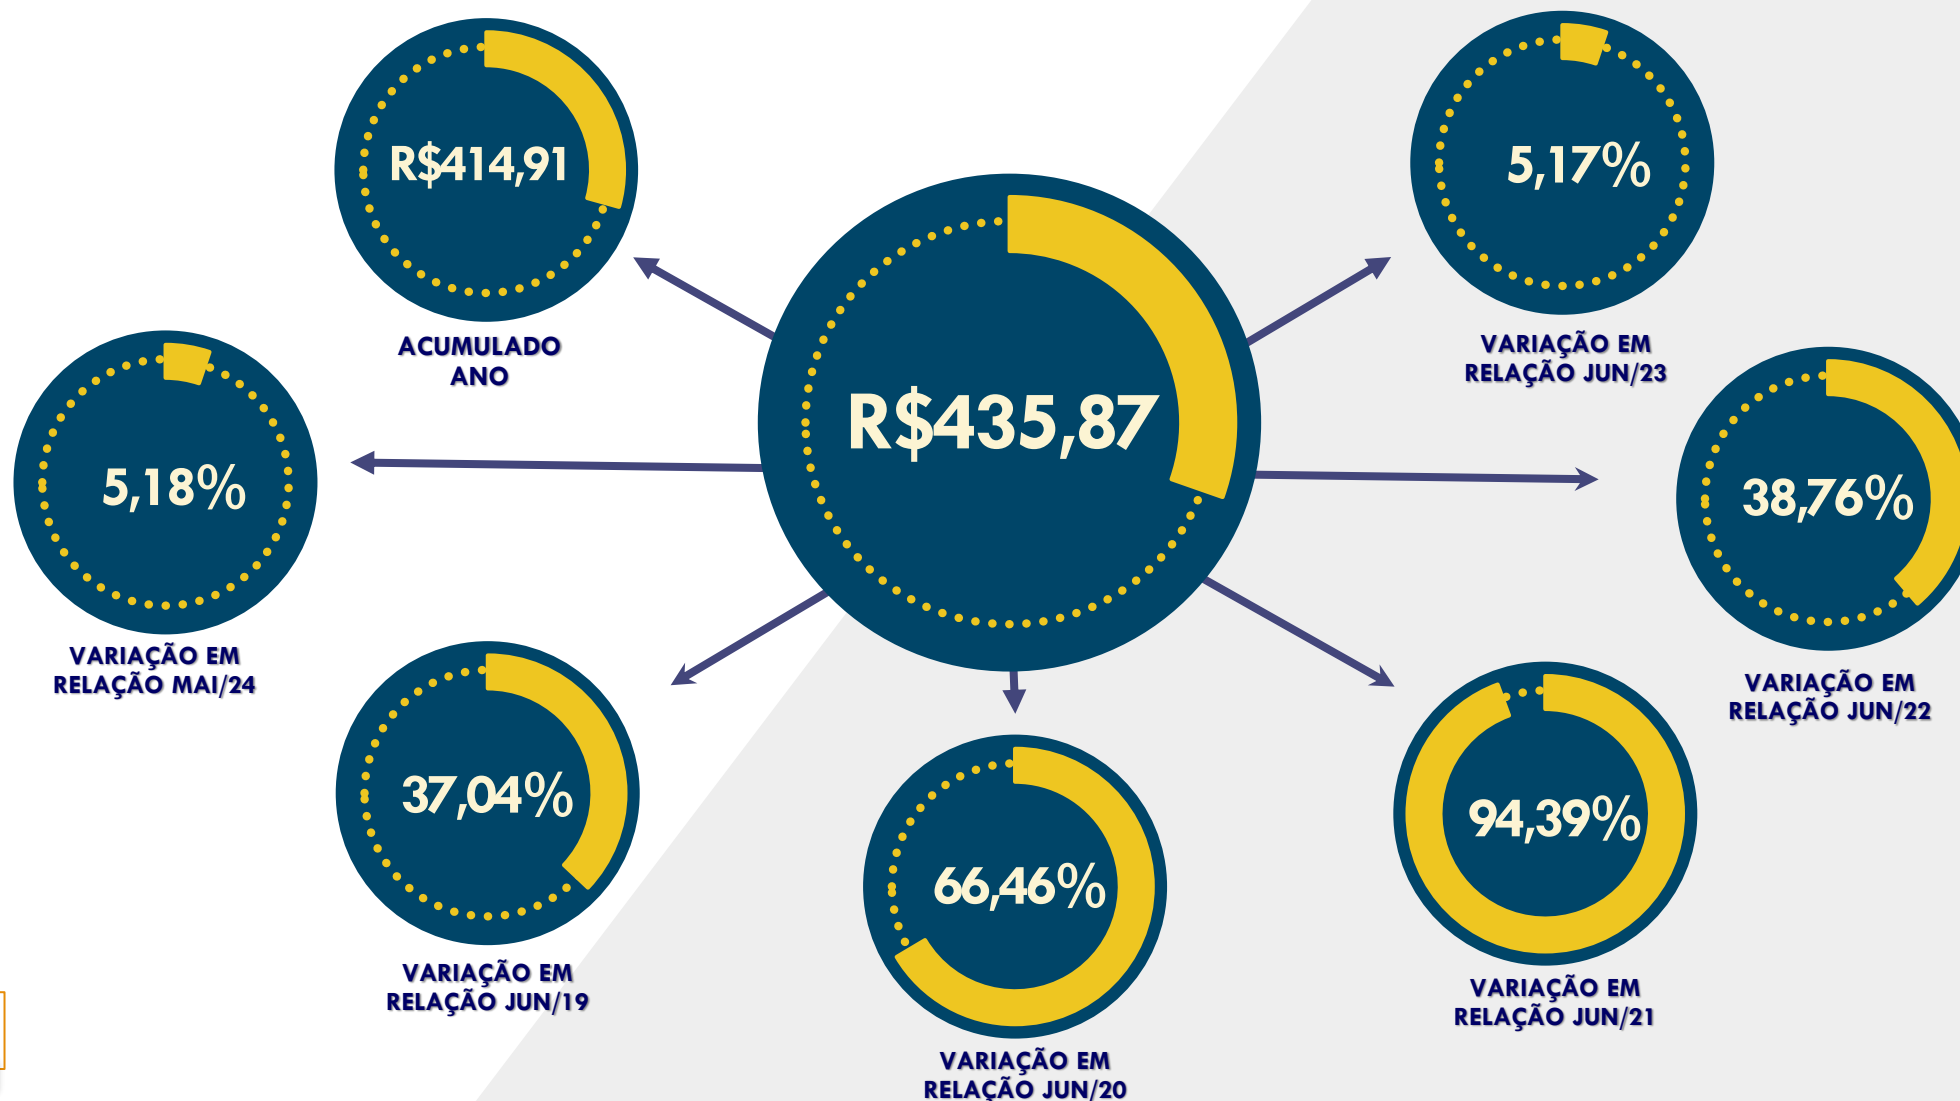 R$414,91
ACUMULADO
ANO
5,17%
VARIAÇÃO EM
RELAÇÃO JUN/23
R$435,87
5,18%
VARIAÇÃO EM
RELAÇÃO MAI/24
38,76%
VARIAÇÃO EM
RELAÇÃO JUN/22
37,04%
VARIAÇÃO EM
RELAÇÃO JUN/19
66,46%
VARIAÇÃO EM
RELAÇÃO JUN/20
94,39%
VARIAÇÃO EM
RELAÇÃO JUN/21